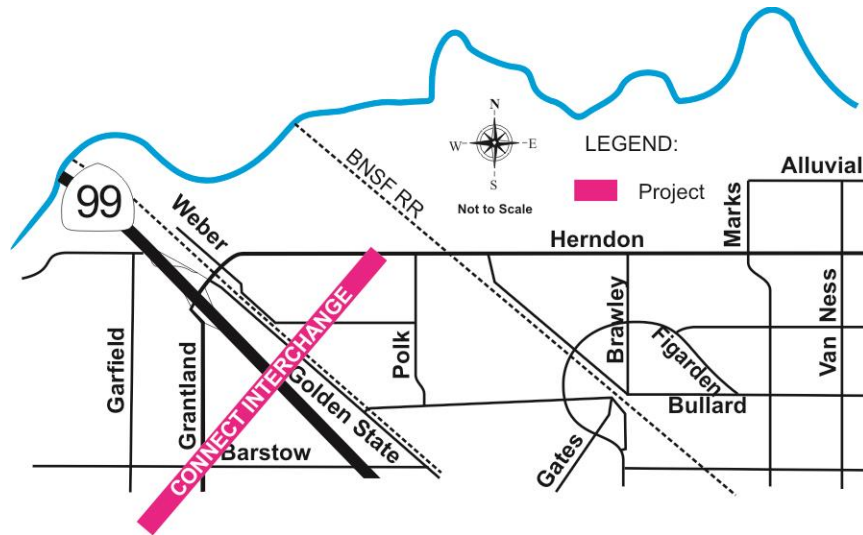 N
W
E
S
Not to Scale
LEGEND:
Project
99
BNSF RR
Weber
Alluvial
Marks
Herndon
CONNECT INTERCHANGE
Garfield
Grantland
Golden State
Polk
Brawley
Figarden
Van Ness
Bullard
Barstow
Gates